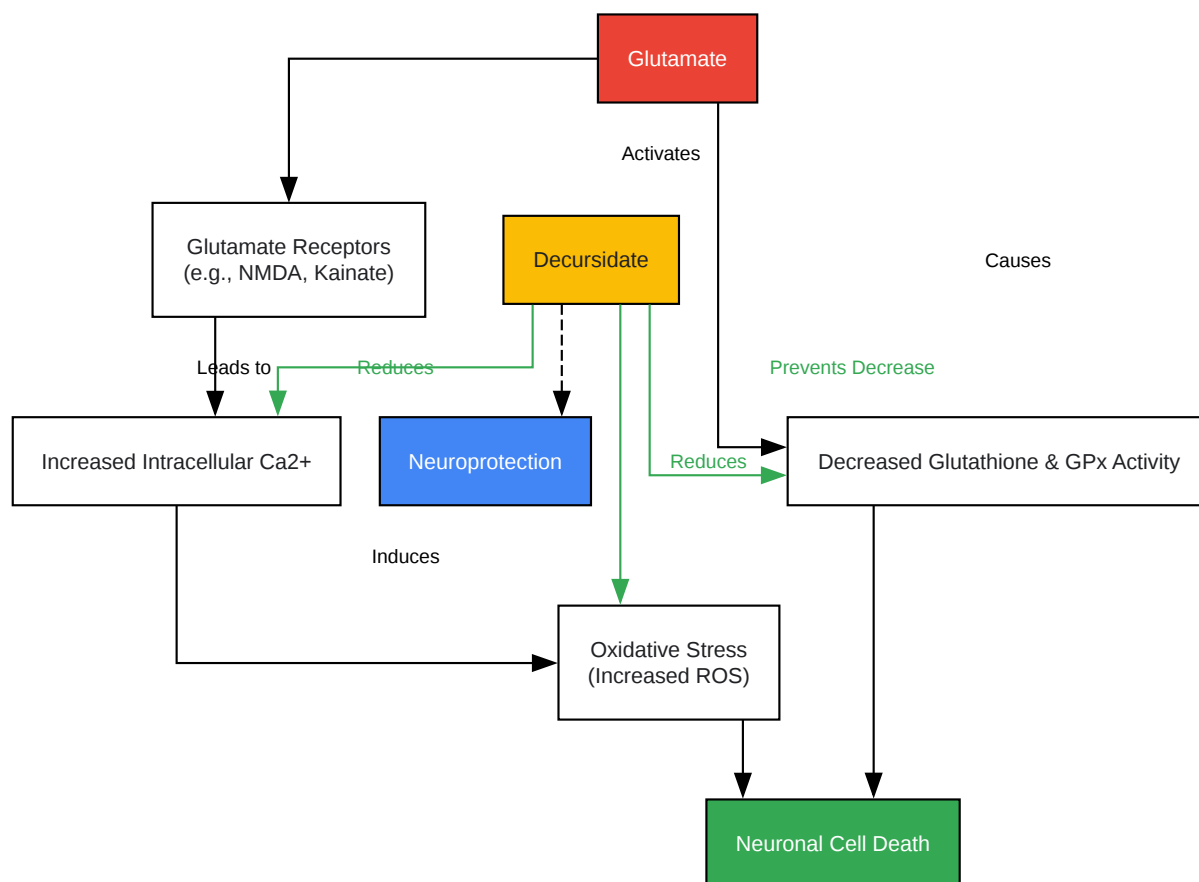 Glutamate
Activates
Glutamate Receptors
(e.g., NMDA, Kainate)
Decursidate
Causes
Leads to
Reduces
Prevents Decrease
Increased Intracellular Ca2+
Neuroprotection
Reduces
Decreased Glutathione & GPx Activity
Induces
Oxidative Stress
(Increased ROS)
Neuronal Cell Death